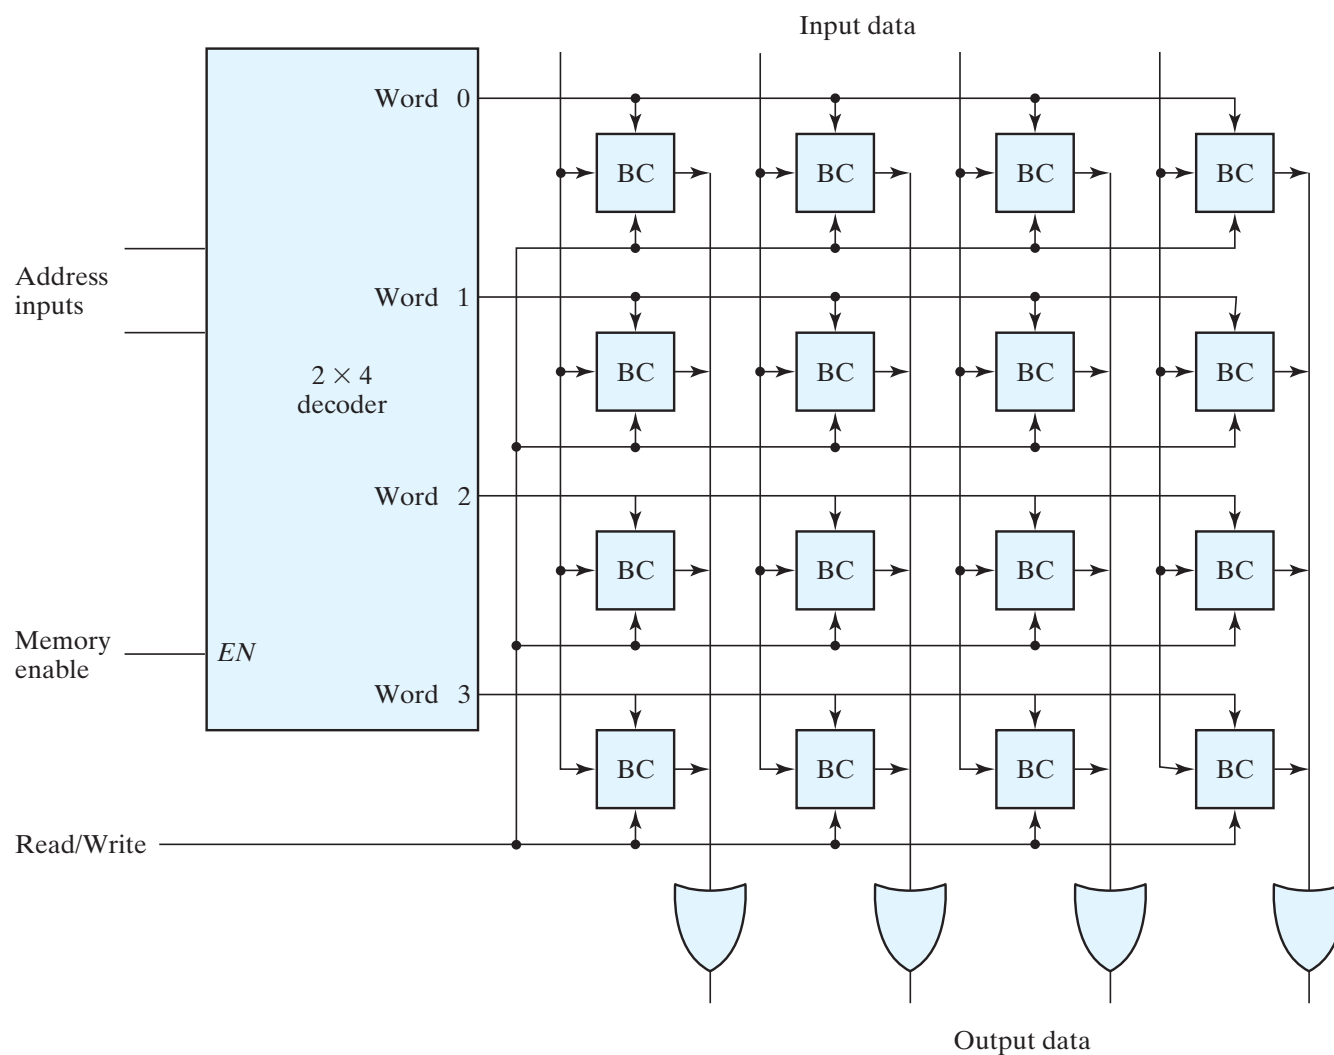 Input data
Word 0
BC BC BC BC
Address
inputs
Word 1
BC BC BC BC
2 × 4
decoder
Word 2
BC BC BC BC
Memory
enable
EN
Word 3
BC BC BC BC
Read/Write
Output data